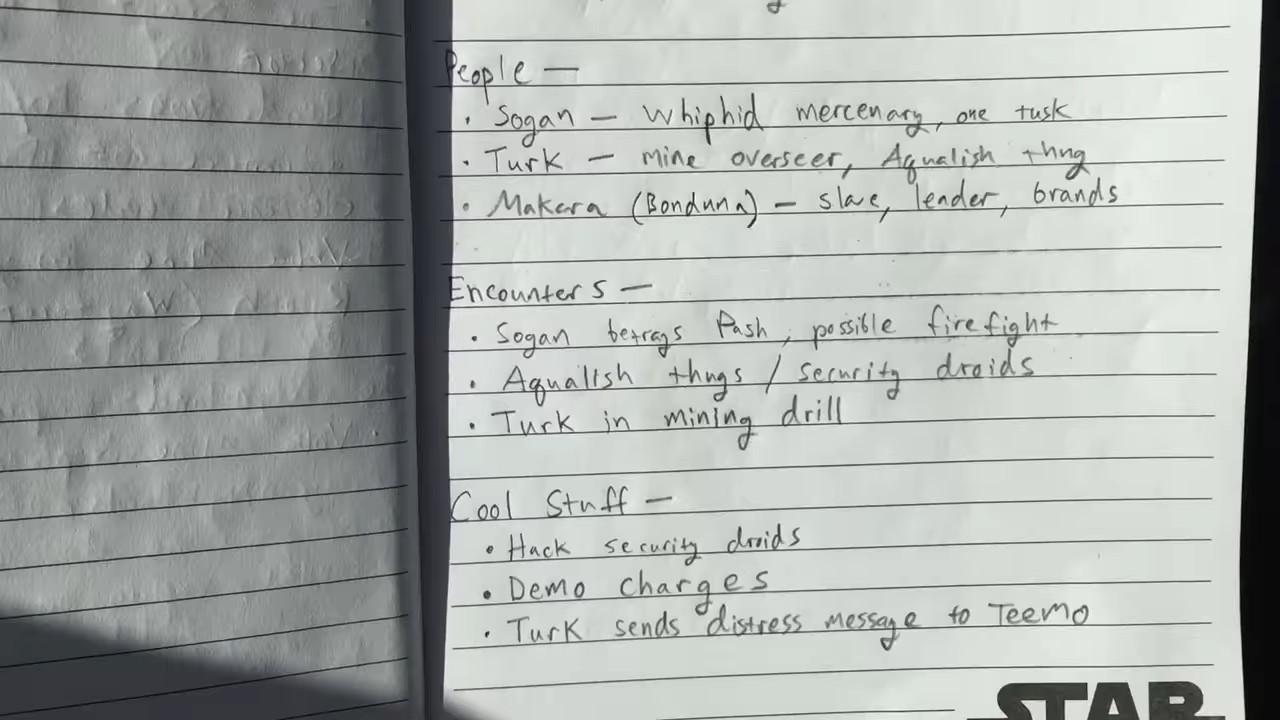 People —
• Sogan — Whiphid mercenary, one tusk
• Turk — mine overseer, Aqualish thug
• Makara (Bonduna) — slave, leader, brands
Encounters —
• Sogan betrays Pash, possible firefight
• Aqualish thugs / security droids
• Turk in mining drill
Cool Stuff —
• Hack security droids
• Demo charges
• Turk sends distress message to Teemo
STAR